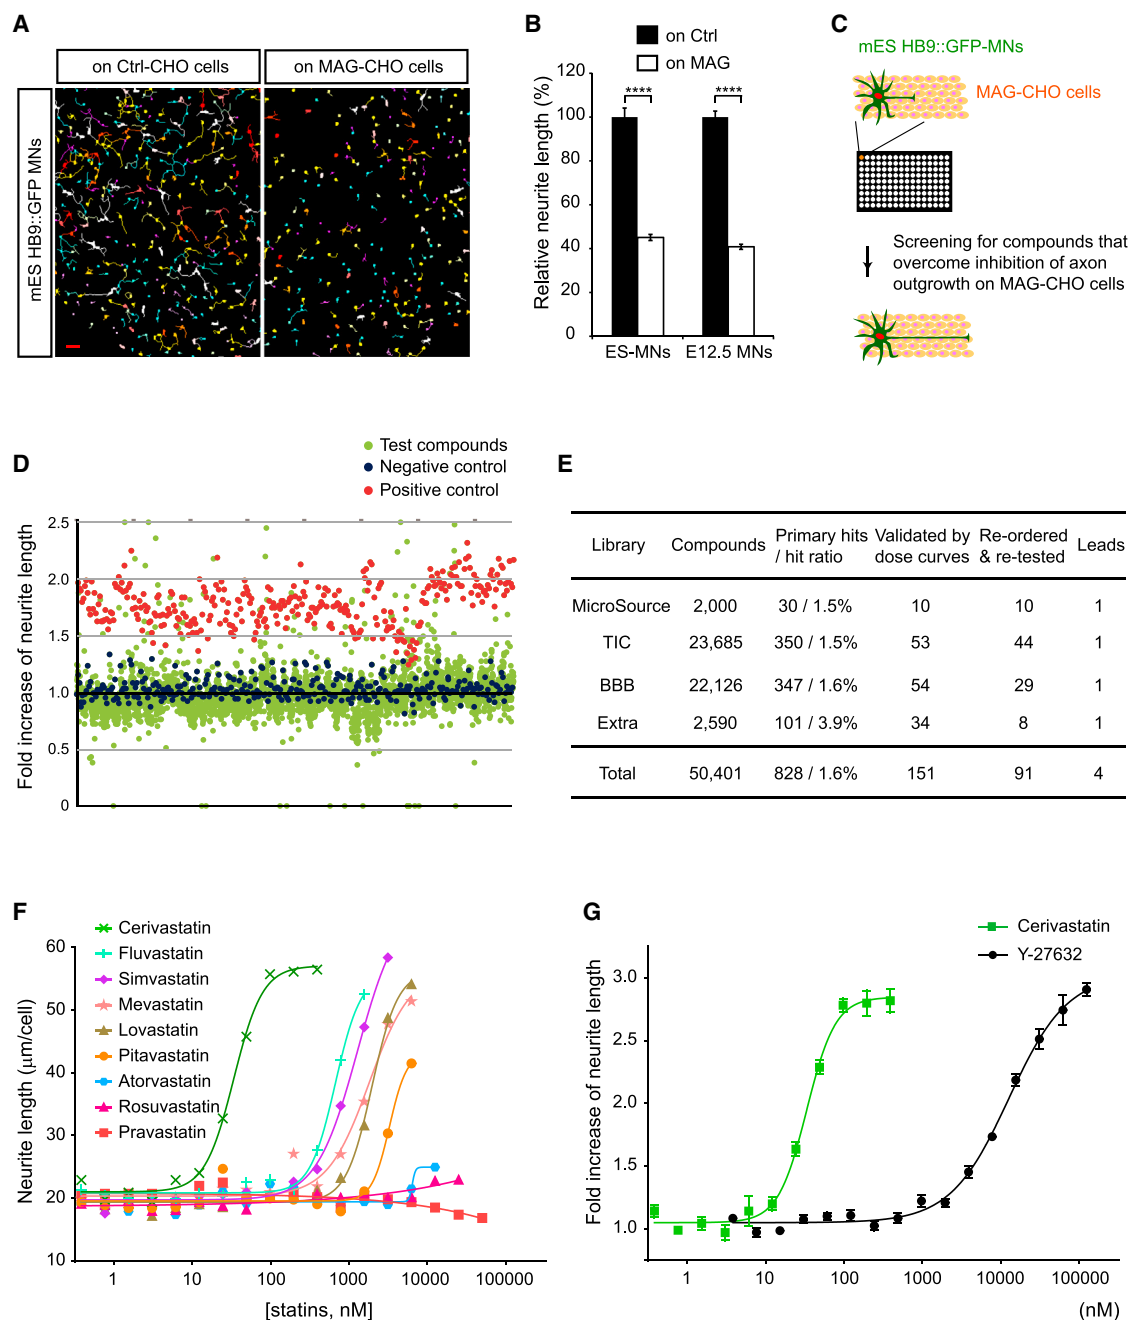 A
on Ctrl-CHO cells
on MAG-CHO cells
mES HB9::GFP MNs
B
on Ctrl
on MAG
Relative neurite length (%)
120
100
80
60
40
20
0
****
****
ES-MNs
E12.5 MNs
C
mES HB9::GFP-MNs
MAG-CHO cells
Screening for compounds that
overcome inhibition of axon
outgrowth on MAG-CHO cells
D
Test compounds
Negative control
Positive control
Fold increase of neurite length
2.5
2.0
1.5
1.0
0.5
0
E
Library Compounds Primary hits / hit ratio Validated by dose curves Re-ordered & re-tested Leads
MicroSource 2,000 30 / 1.5% 10 10 1
TIC 23,685 350 / 1.5% 53 44 1
BBB 22,126 347 / 1.6% 54 29 1
Extra 2,590 101 / 3.9% 34 8 1
Total 50,401 828 / 1.6% 151 91 4
F
Cerivastatin
Fluvastatin
Simvastatin
Mevastatin
Lovastatin
Pitavastatin
Atorvastatin
Rosuvastatin
Pravastatin
Neurite length (μm/cell)
60
50
40
30
20
10
1 10 100 1000 10000 100000
[statins, nM]
G
Cerivastatin
Y-27632
Fold increase of neurite length
3.0
2.5
2.0
1.5
1.0
1 10 100 1000 10000 100000
(nM)